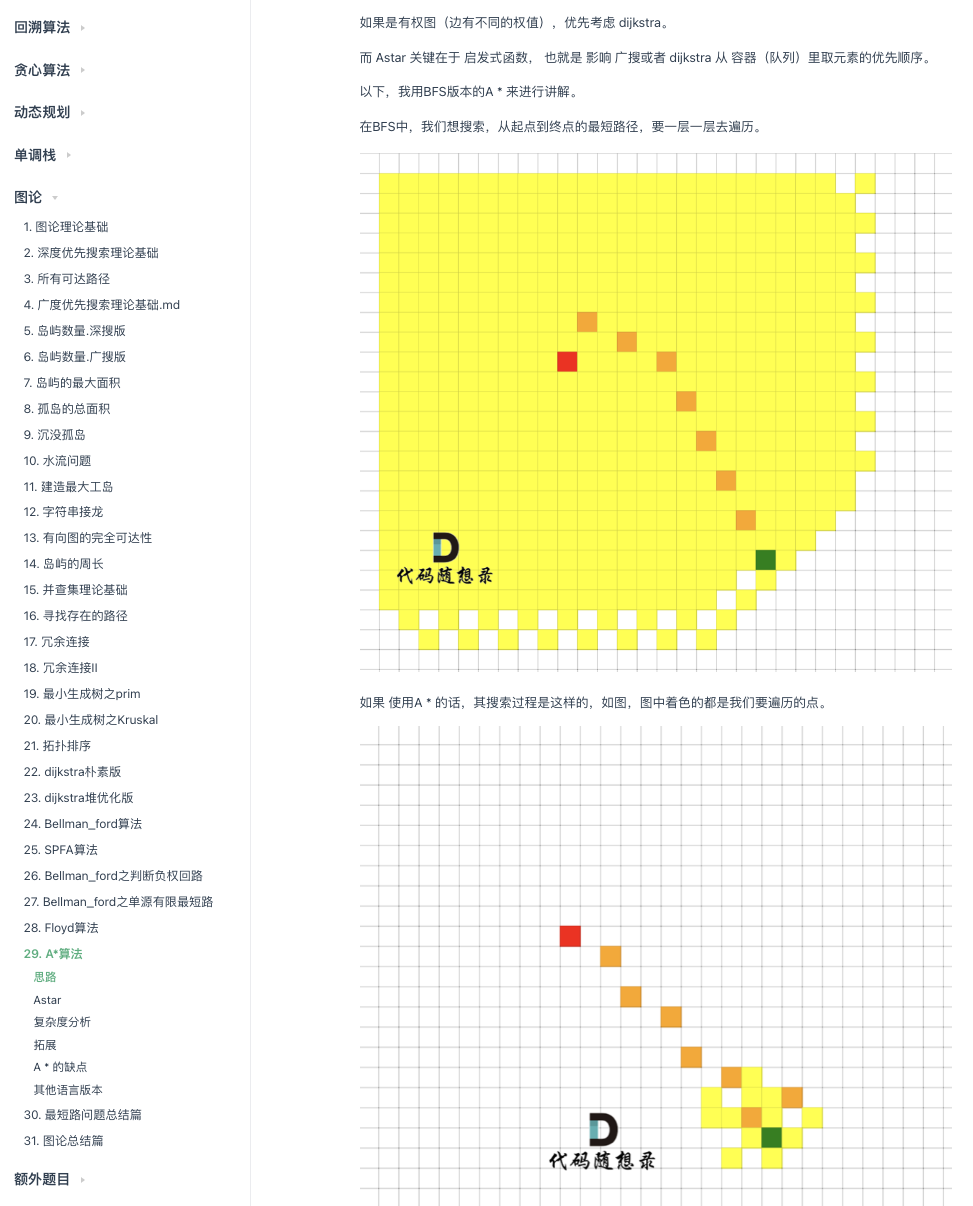 回溯算法
贪心算法
动态规划
单调栈
图论
1. 图论理论基础
2. 深度优先搜索理论基础
3. 所有可达路径
4. 广度优先搜索理论基础.md
5. 岛屿数量.深搜版
6. 岛屿数量.广搜版
7. 岛屿的最大面积
8. 孤岛的总面积
9. 沉没孤岛
10. 水流问题
11. 建造最大工岛
12. 字符串接龙
13. 有向图的完全可达性
14. 岛屿的周长
15. 并查集理论基础
16. 寻找存在的路径
17. 冗余连接
18. 冗余连接II
19. 最小生成树之prim
20. 最小生成树之Kruskal
21. 拓扑排序
22. dijkstra朴素版
23. dijkstra堆优化版
24. Bellman_ford算法
25. SPFA算法
26. Bellman_ford之判断负权回路
27. Bellman_ford之单源有限最短路
28. Floyd算法
29. A*算法
思路
Astar
复杂度分析
拓展
A * 的缺点
其他语言版本
30. 最短路问题总结篇
31. 图论总结篇
额外题目
如果是有权图（边有不同的权值），优先考虑 dijkstra。
而 Astar 关键在于 启发式函数， 也就是 影响 广搜或者 dijkstra 从 容器（队列）里取元素的优先顺序。
以下，我用BFS版本的A * 来进行讲解。
在BFS中，我们想搜索，从起点到终点的最短路径，要一层一层去遍历。
代码随想录
如果 使用A * 的话，其搜索过程是这样的，如图，图中着色的都是我们要遍历的点。
代码随想录